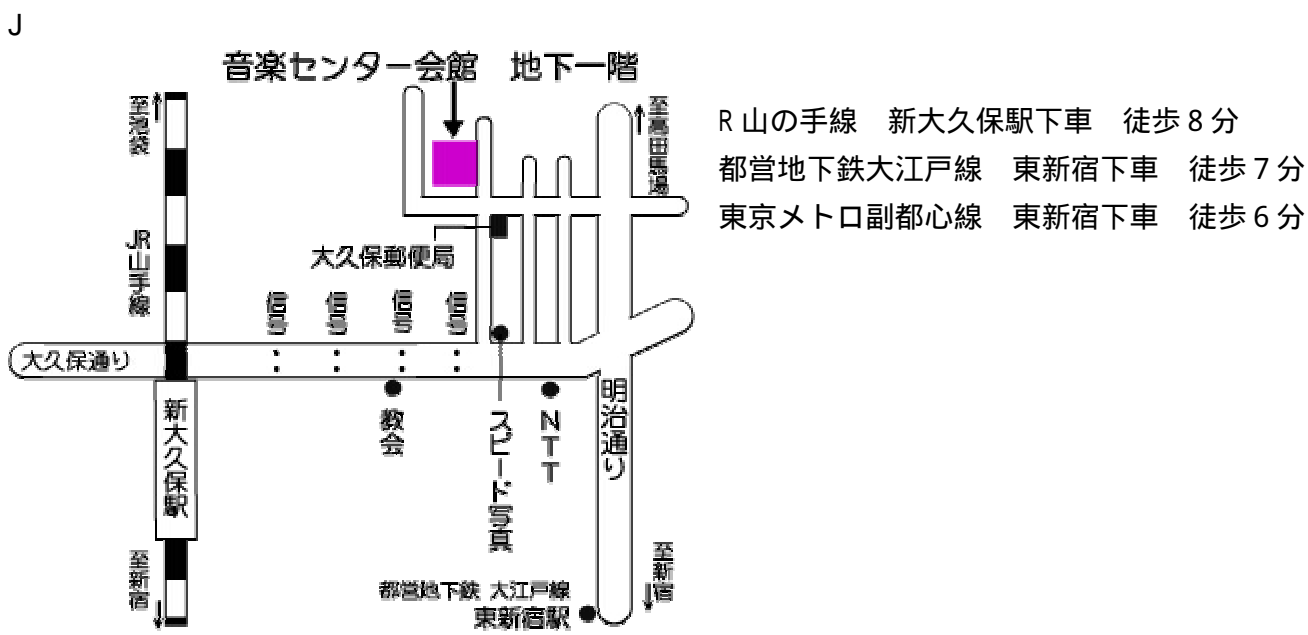 J
音楽センター会館　地下一階
R 山の手線　新大久保駅下車　徒歩 8 分
都営地下鉄大江戸線　東新宿下車　徒歩 7 分
東京メトロ副都心線　東新宿下車　徒歩 6 分
至池袋
至高田馬場
JR山手線
大久保郵便局
信号
信号
信号
信号
大久保通り
新大久保駅
教会
スピード写真
NTT
明治通り
至新宿
至新宿
都営地下鉄 大江戸線
東新宿駅